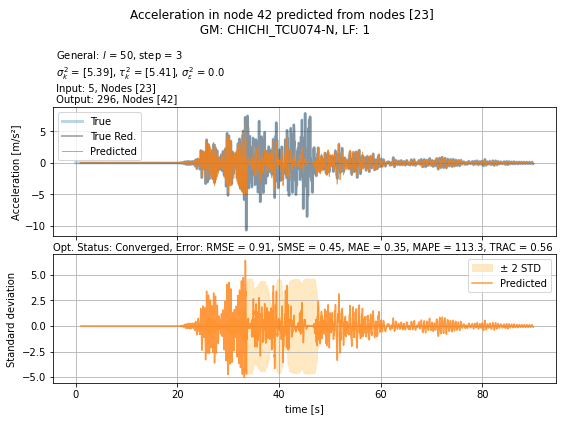 Acceleration in node 42 predicted from nodes [23]
GM: CHICHI_TCU074-N, LF: 1
General: l = 50, step = 3
σ²ₖ = [5.39], τ²ₖ = [5.41], σ²ε = 0.0
Input: 5, Nodes [23]
Output: 296, Nodes [42]
Acceleration [m/s²]
5
0
−5
−10
True
True Red.
Predicted
Opt. Status: Converged, Error: RMSE = 0.91, SMSE = 0.45, MAE = 0.35, MAPE = 113.3, TRAC = 0.56
Standard deviation
5.0
2.5
0.0
−2.5
−5.0
± 2 STD
Predicted
0 20 40 60 80
time [s]